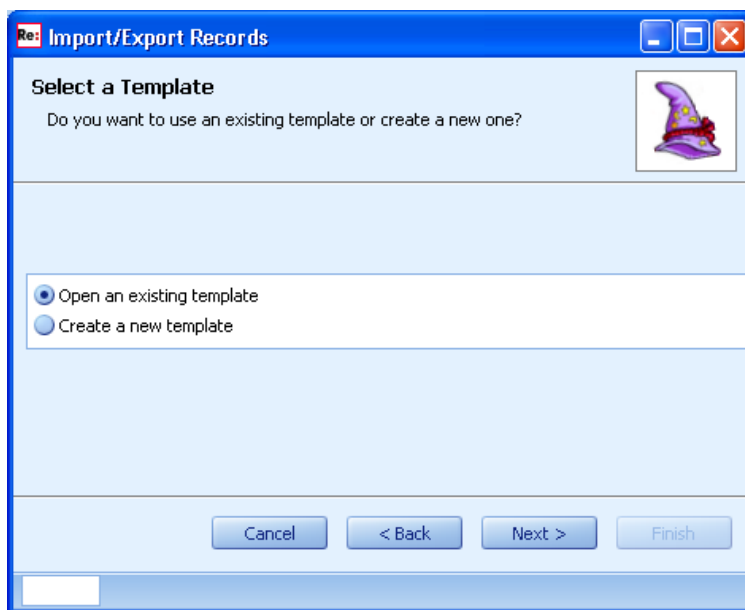 Re: Import/Export Records
Select a Template
Do you want to use an existing template or create a new one?
Open an existing template
Create a new template
Cancel < Back Next > Finish